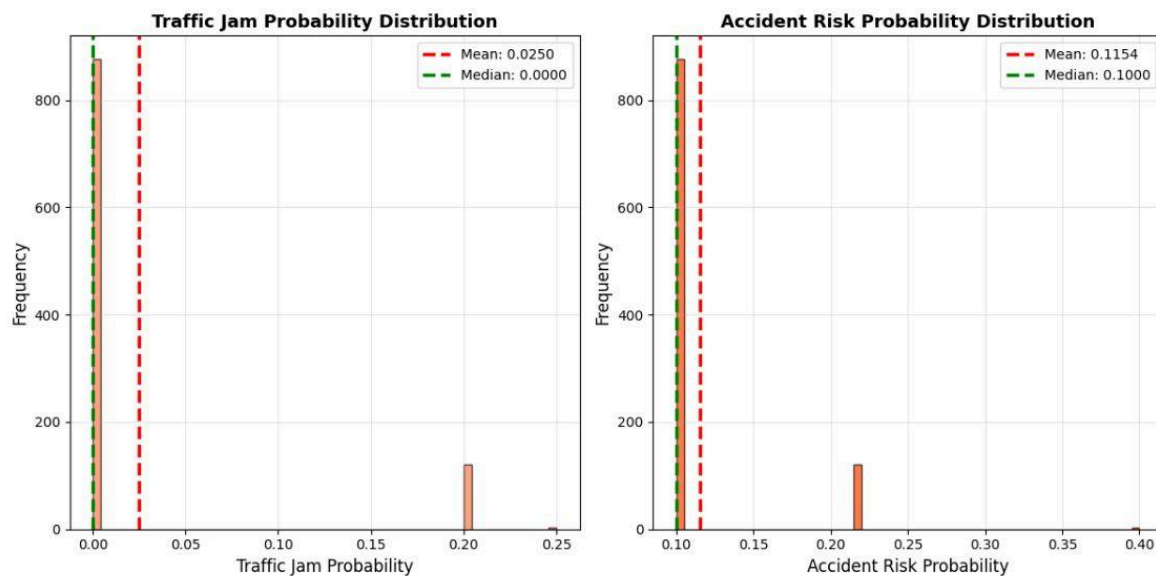 Traffic Jam Probability Distribution
Mean: 0.0250
Median: 0.0000
Frequency
800
600
400
200
0
0.00 0.05 0.10 0.15 0.20 0.25
Traffic Jam Probability
Accident Risk Probability Distribution
Mean: 0.1154
Median: 0.1000
Frequency
800
600
400
200
0
0.10 0.15 0.20 0.25 0.30 0.35 0.40
Accident Risk Probability